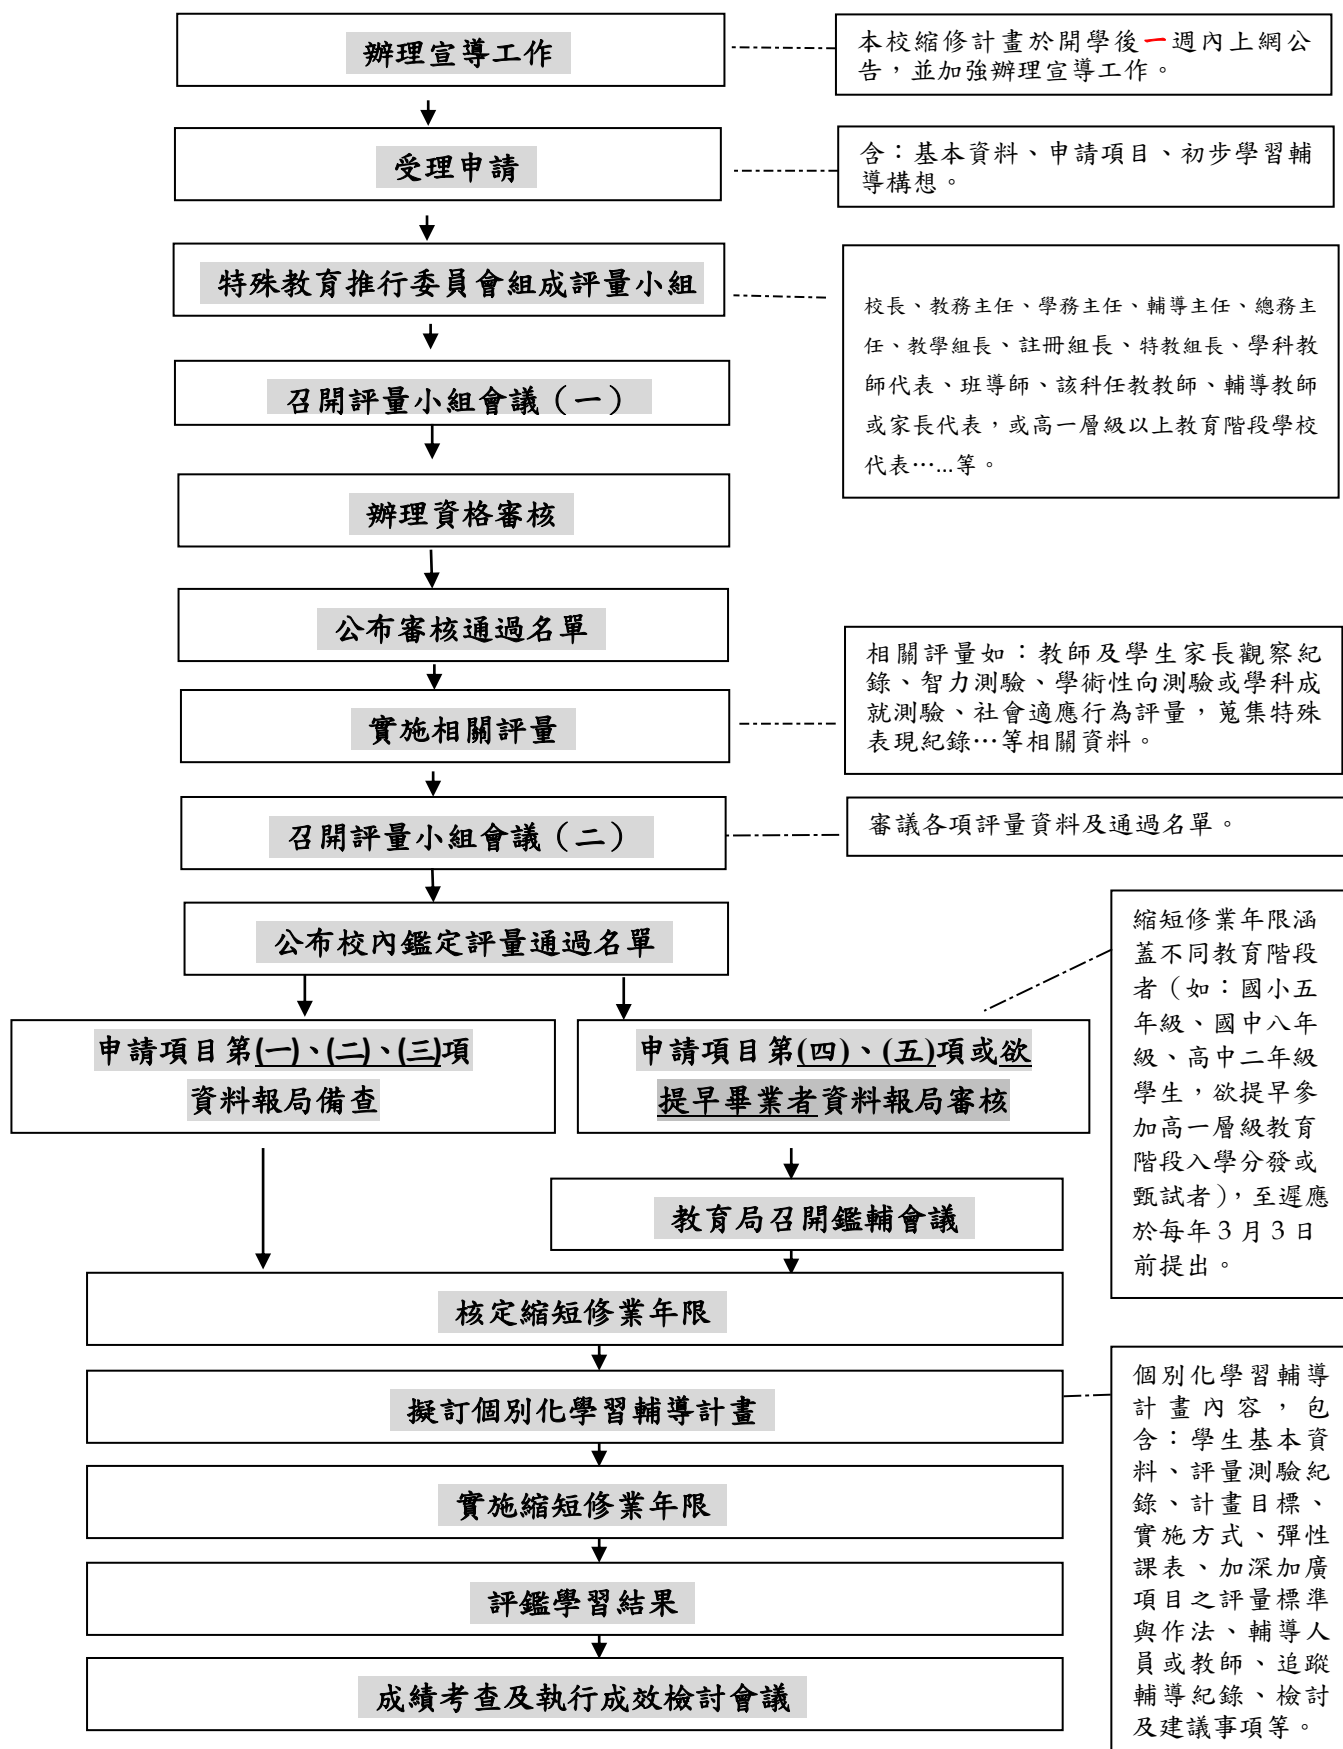 辦理宣導工作
本校縮修計畫於開學後一週內上網公
告，並加強辦理宣導工作。
受理申請
含：基本資料、申請項目、初步學習輔
導構想。
特殊教育推行委員會組成評量小組
校長、教務主任、學務主任、輔導主任、總務主
任、教學組長、註冊組長、特教組長、學科教
師代表、班導師、該科任教教師、輔導教師
或家長代表，或高一層級以上教育階段學校
代表…...等。
召開評量小組會議（一）
辦理資格審核
公布審核通過名單
實施相關評量
相關評量如：教師及學生家長觀察紀
錄、智力測驗、學術性向測驗或學科成
就測驗、社會適應行為評量，蒐集特殊
表現紀錄…等相關資料。
召開評量小組會議（二）
審議各項評量資料及通過名單。
公布校內鑑定評量通過名單
縮短修業年限涵
蓋不同教育階段
者（如：國小五
年級、國中八年
級、高中二年級
學生，欲提早參
加高一層級教育
階段入學分發或
甄試者），至遲應
於每年 3 月 3 日
前提出。
申請項目第(一)、(二)、(三)項
資料報局備查
申請項目第(四)、(五)項或欲
提早畢業者資料報局審核
教育局召開鑑輔會議
核定縮短修業年限
擬訂個別化學習輔導計畫
個別化學習輔導
計畫內容，包
含：學生基本資
料、評量測驗紀
錄、計畫目標、
實施方式、彈性
課表、加深加廣
項目之評量標準
與作法、輔導人
員或教師、追蹤
輔導紀錄、檢討
及建議事項等。
實施縮短修業年限
評鑑學習結果
成績考查及執行成效檢討會議